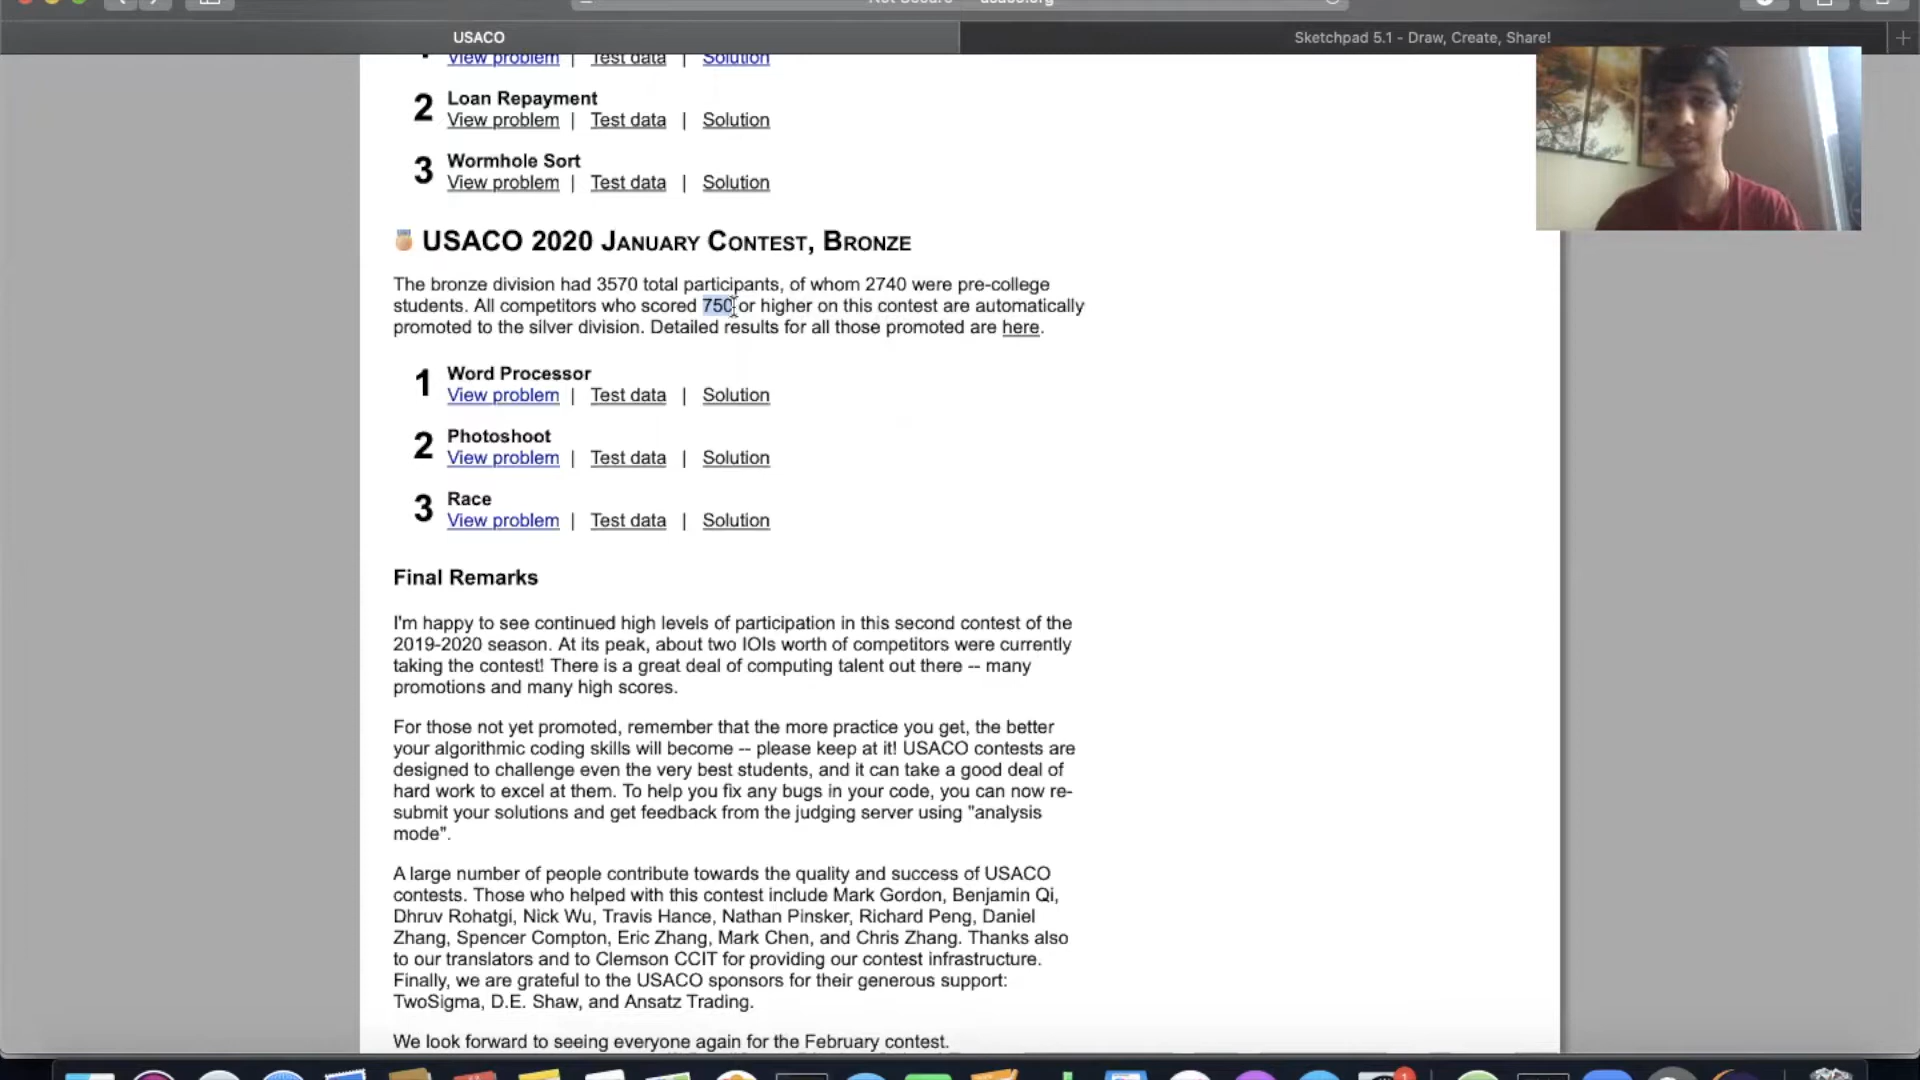 Not Secure — usaco.org
USACO
Sketchpad 5.1 - Draw, Create, Share!
View problem | Test data | Solution
2 Loan Repayment
View problem | Test data | Solution
3 Wormhole Sort
View problem | Test data | Solution
USACO 2020 January Contest, Bronze
The bronze division had 3570 total participants, of whom 2740 were pre-college
students. All competitors who scored 750 or higher on this contest are automatically
promoted to the silver division. Detailed results for all those promoted are here.
1 Word Processor
View problem | Test data | Solution
2 Photoshoot
View problem | Test data | Solution
3 Race
View problem | Test data | Solution
Final Remarks
I'm happy to see continued high levels of participation in this second contest of the
2019-2020 season. At its peak, about two IOIs worth of competitors were currently
taking the contest! There is a great deal of computing talent out there -- many
promotions and many high scores.
For those not yet promoted, remember that the more practice you get, the better
your algorithmic coding skills will become -- please keep at it! USACO contests are
designed to challenge even the very best students, and it can take a good deal of
hard work to excel at them. To help you fix any bugs in your code, you can now re-
submit your solutions and get feedback from the judging server using "analysis
mode".
A large number of people contribute towards the quality and success of USACO
contests. Those who helped with this contest include Mark Gordon, Benjamin Qi,
Dhruv Rohatgi, Nick Wu, Travis Hance, Nathan Pinsker, Richard Peng, Daniel
Zhang, Spencer Compton, Eric Zhang, Mark Chen, and Chris Zhang. Thanks also
to our translators and to Clemson CCIT for providing our contest infrastructure.
Finally, we are grateful to the USACO sponsors for their generous support:
TwoSigma, D.E. Shaw, and Ansatz Trading.
We look forward to seeing everyone again for the February contest.
1